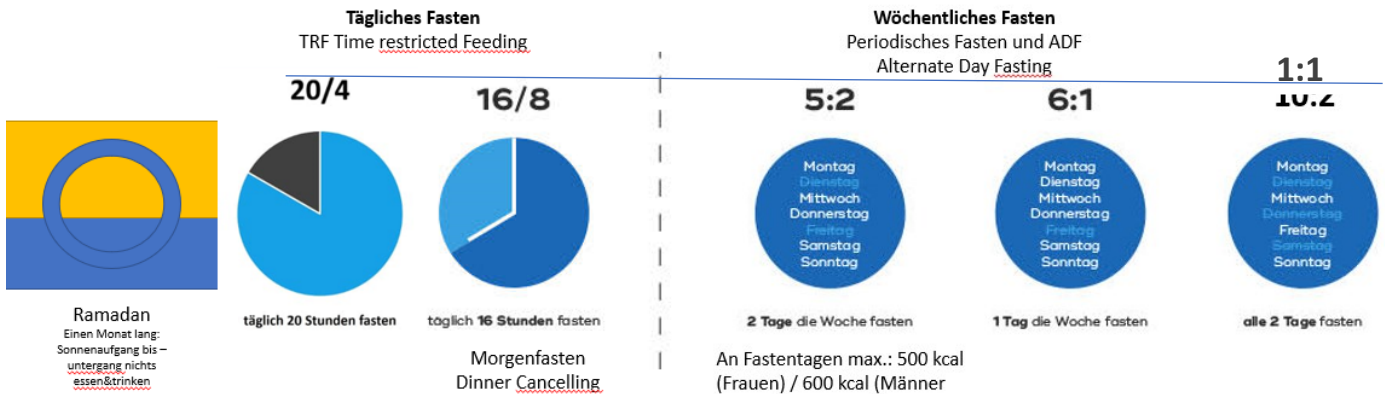 Tägliches Fasten
TRF Time restricted Feeding
20/4
16/8
Ramadan
Einen Monat lang:
Sonnenaufgang bis –
untergang nichts
essen&trinken
täglich 20 Stunden fasten
täglich 16 Stunden fasten
Morgenfasten
Dinner Cancelling
Wöchentliches Fasten
Periodisches Fasten und ADF
Alternate Day Fasting
5:2
Montag
Dienstag
Mittwoch
Donnerstag
Freitag
Samstag
Sonntag
2 Tage die Woche fasten
6:1
Montag
Dienstag
Mittwoch
Donnerstag
Freitag
Samstag
Sonntag
1 Tag die Woche fasten
1:1
Montag
Dienstag
Mittwoch
Donnerstag
Freitag
Samstag
Sonntag
alle 2 Tage fasten
An Fastentagen max.: 500 kcal
(Frauen) / 600 kcal (Männer